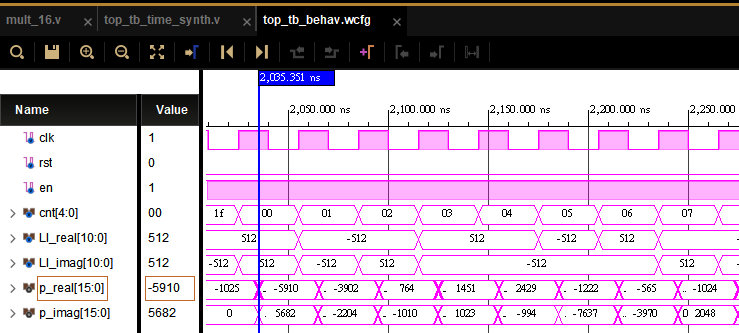 mult_16.v × top_tb_time_synth.v × top_tb_behav.wcfg ×
2,035.351 ns
Name Value 2,050.000 ns 2,100.000 ns 2,150.000 ns 2,200.000 ns 2,250.000
clk 1
rst 0
en 1
cnt[4:0] 00 1f 00 01 02 03 04 05 06 07
LI_real[10:0] 512 512 -512 512 -512 512 -512
LI_imag[10:0] 512 -512 512 -512 512 -512 512
p_real[15:0] -5910 -1025 -5910 -3902 764 1451 2429 -1222 -565 -1024
p_imag[15:0] 5682 0 5682 -2204 -1010 1023 -994 -7637 -3970 0 2048